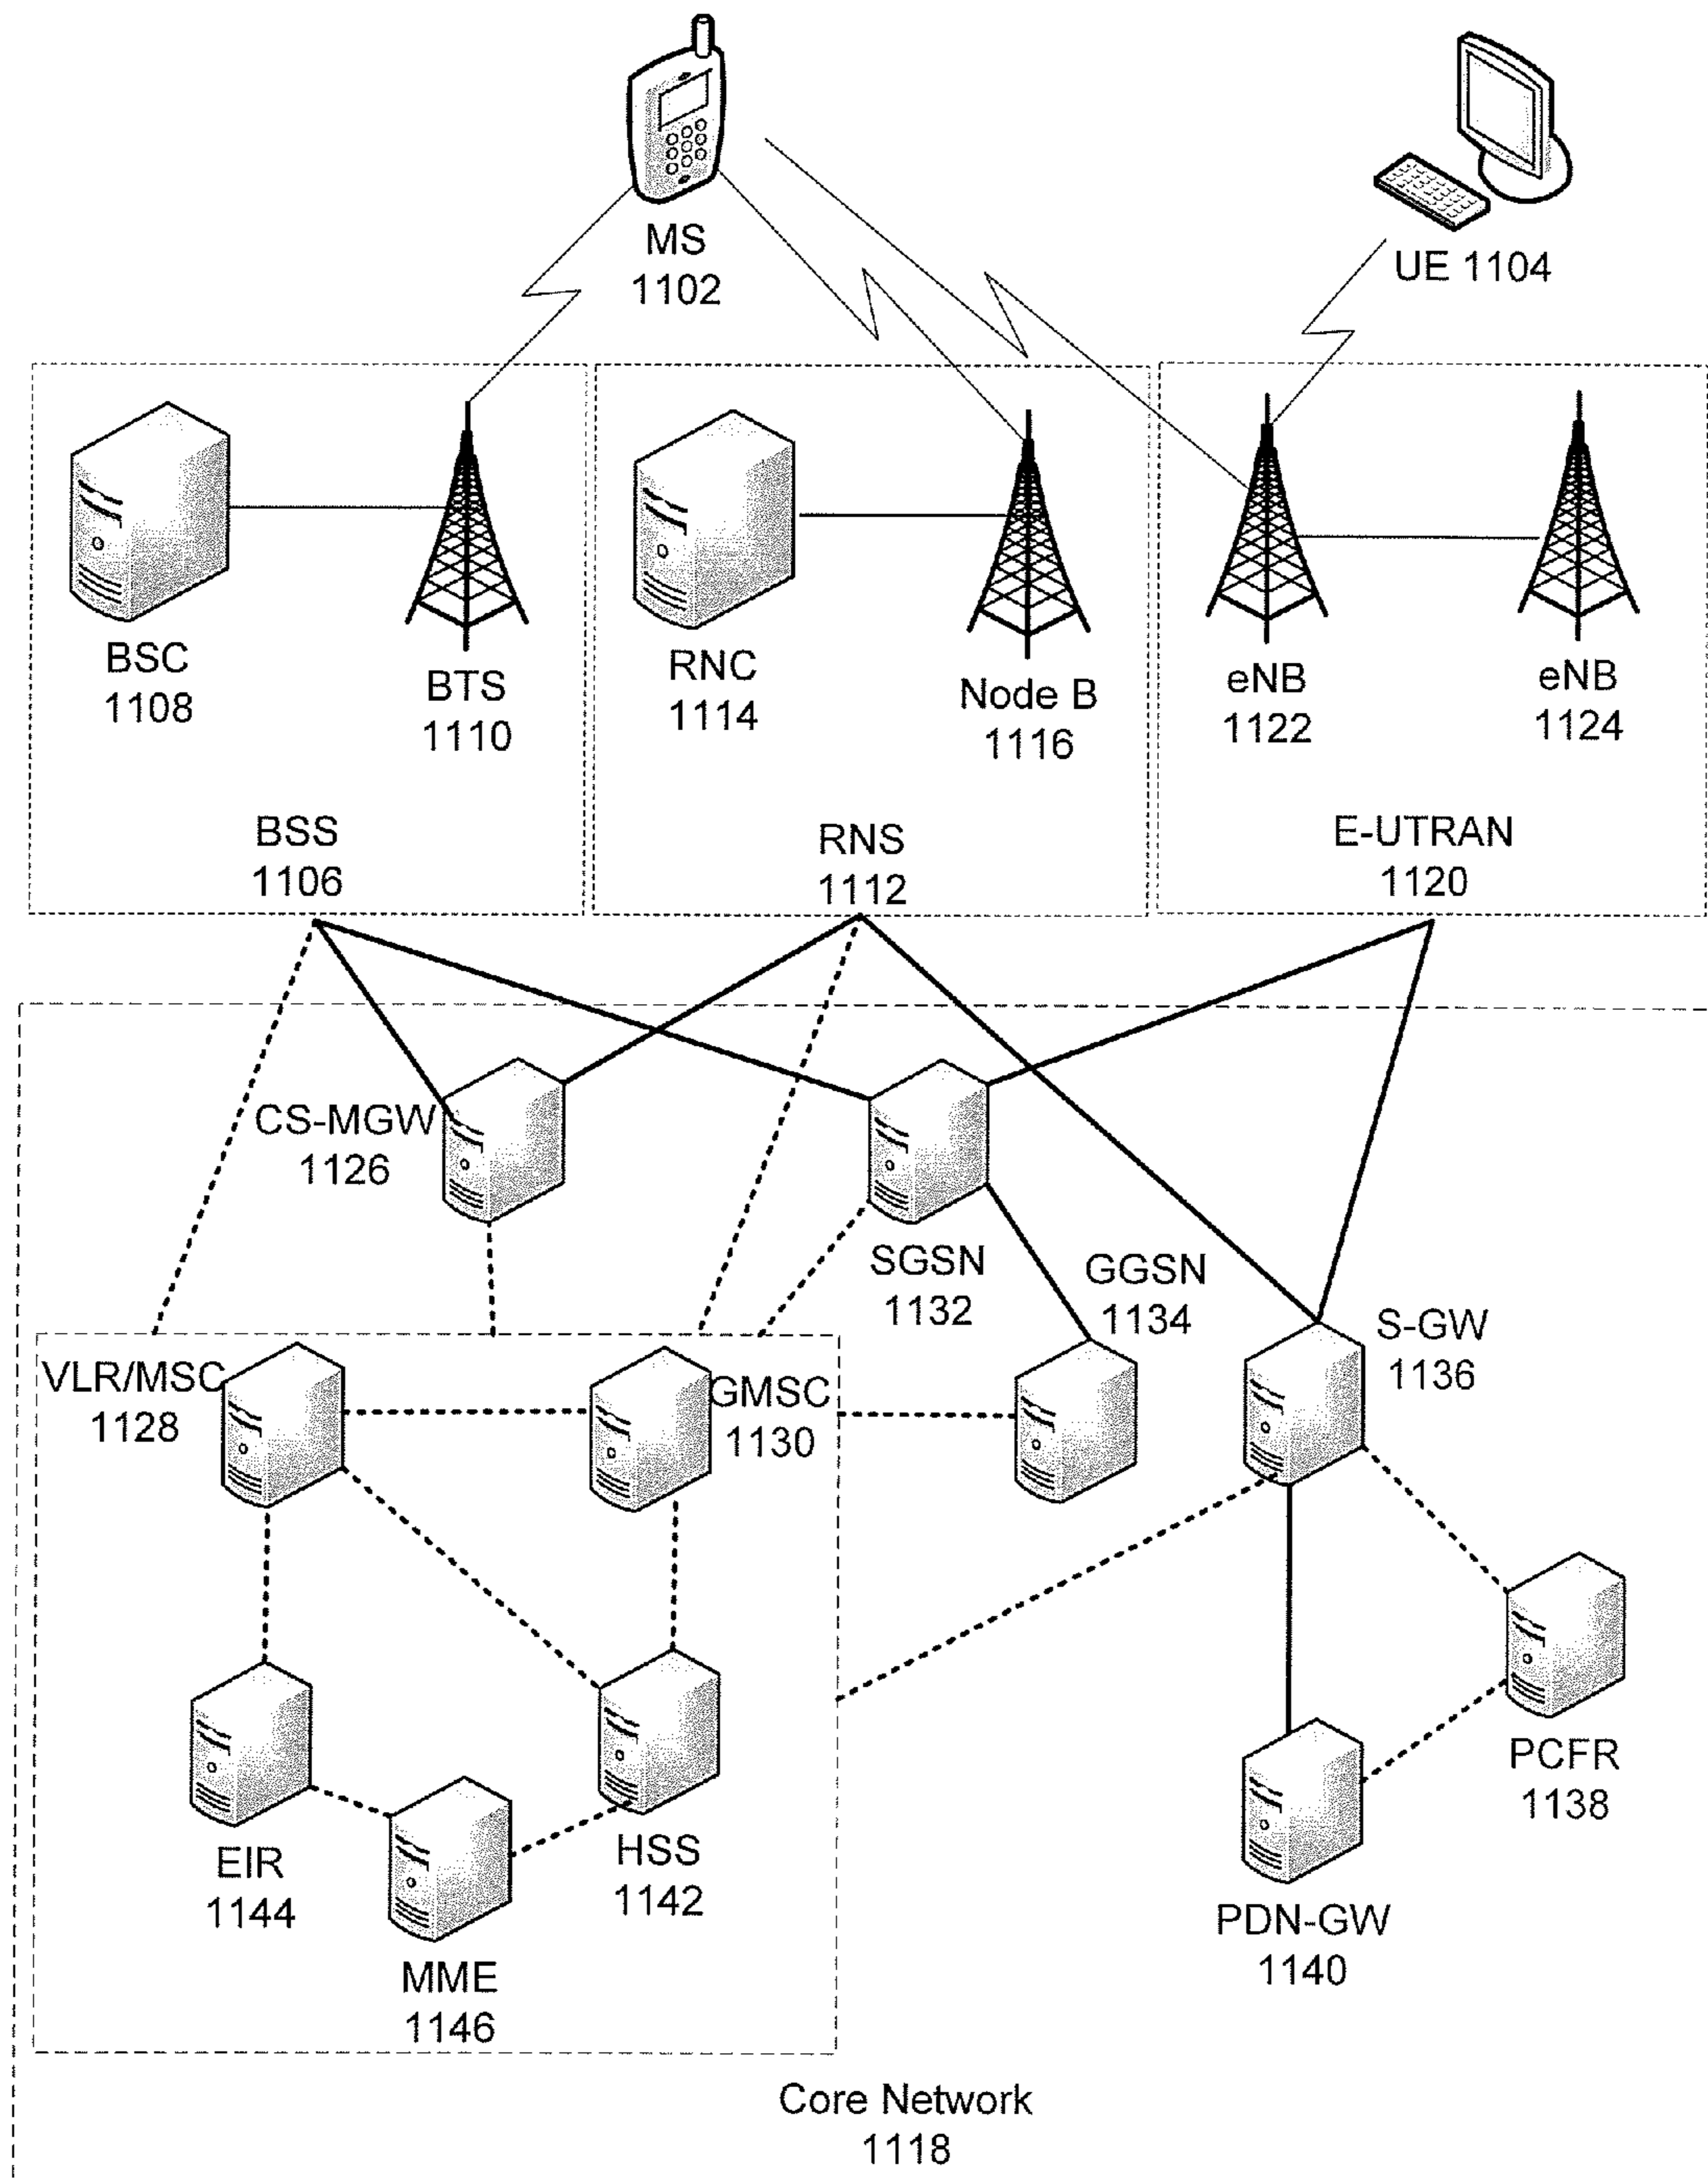 MS
1102
UE 1104
BSC
1108
BTS
1110
RNC
1114
Node B
1116
eNB
1122
eNB
1124
BSS
1106
RNS
1112
E-UTRAN
1120
CS-MGW
1126
SGSN
1132
GGSN
1134
S-GW
1136
VLR/MSC
1128
GMSC
1130
PCFR
1138
EIR
1144
HSS
1142
PDN-GW
1140
MME
1146
Core Network
1118